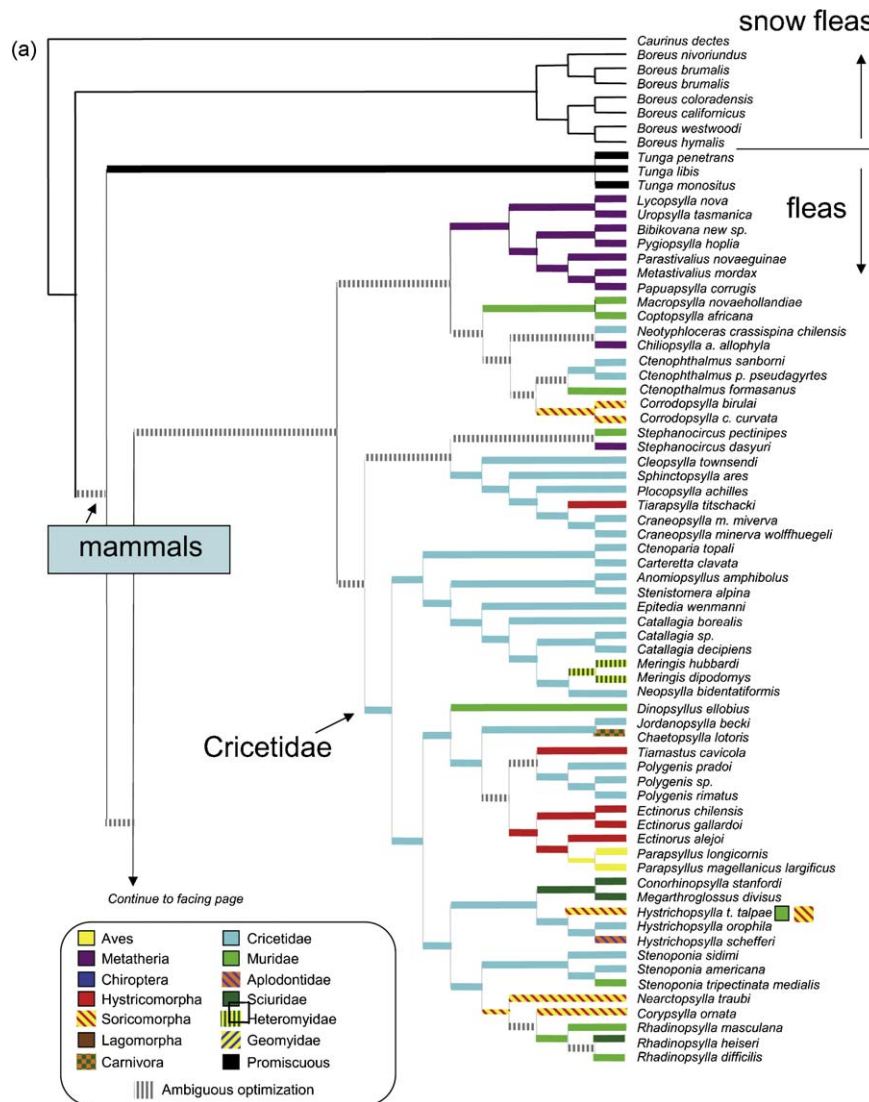 (a)
snow fleas
Caurinus dectes
Boreus nivoriundus
Boreus brumalis
Boreus brumalis
Boreus coloradensis
Boreus californicus
Boreus westwoodi
Boreus hymalis
Tunga penetrans
Tunga libis
Tunga monositus
fleas
Lycopsylla nova
Uropsylla tasmanica
Bibikovana new sp.
Pygiopsylla hoplia
Parastivalius novaeguinae
Metastivalius mordax
Papuapsylla corrugis
Macropsylla novaehollandiae
Coptopsylla africana
Neotyphloceras crassispina chilensis
Chiliopsylla a. allophyla
Ctenophthalmus sanborni
Ctenophthalmus p. pseudagyrtes
Ctenopthalmus formasanus
Corrodopsylla birulai
Corrodopsylla c. curvata
Stephanocircus pectinipes
Stephanocircus dasyuri
Cleopsylla townsendi
Sphinctopsylla ares
Plocopsylla achilles
Tiarapsylla titschacki
Craneopsylla m. miverva
Craneopsylla minerva wolffhuegeli
mammals
Ctenoparia topali
Carteretta clavata
Anomiopsyllus amphibolus
Stenistomera alpina
Epitedia wenmanni
Catallagia borealis
Catallagia sp.
Catallagia decipiens
Meringis hubbardi
Meringis dipodomys
Neopsylla bidentatiformis
Cricetidae
Dinopsyllus ellobius
Jordanopsylla becki
Chaetopsylla lotoris
Tiamastus cavicola
Polygenis pradoi
Polygenis sp.
Polygenis rimatus
Ectinorus chilensis
Ectinorus gallardoi
Ectinorus alejoi
Parapsyllus longicornis
Parapsyllus magellanicus largificus
Conorhinopsylla stanfordi
Megarthroglossus divisus
Hystrichopsylla t. talpae
Hystrichopsylla orophila
Hystrichopsylla schefferi
Stenoponia sidimi
Stenoponia americana
Stenoponia tripectinata medialis
Nearctopsylla traubi
Corypsylla ornata
Rhadinopsylla masculana
Rhadinopsylla heiseri
Rhadinopsylla difficilis
Continue to facing page
Aves
Metatheria
Chiroptera
Hystricomorpha
Soricomorpha
Lagomorpha
Carnivora
Cricetidae
Muridae
Aplodontidae
Sciuridae
Heteromyidae
Geomyidae
Promiscuous
Ambiguous optimization